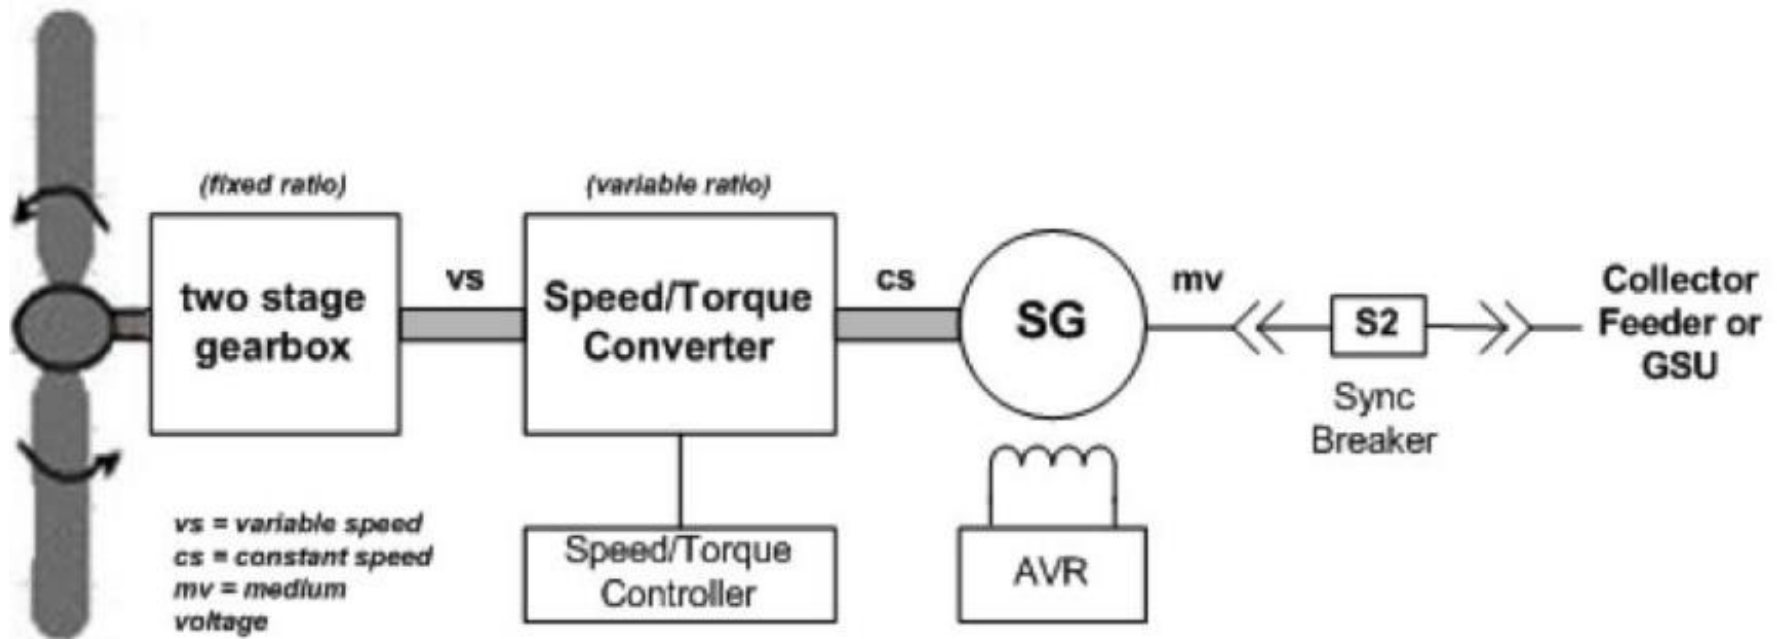 (fixed ratio)
(variable ratio)
two stage
gearbox
vs
Speed/Torque
Converter
cs
SG
mv
S2
Sync
Breaker
Collector
Feeder or
GSU
vs = variable speed
cs = constant speed
mv = medium
voltage
Speed/Torque
Controller
AVR